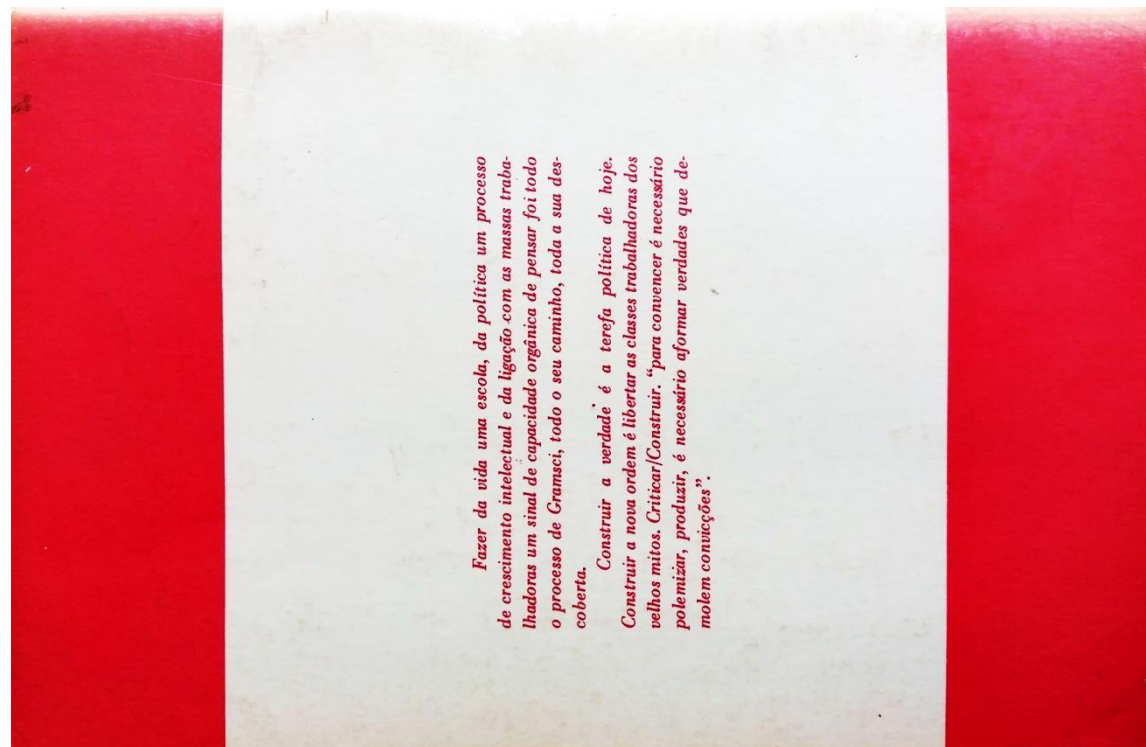 Fazer da vida uma escola, da política um processo
de crescimento intelectual e da ligação com as massas traba-
lhadoras um sinal de capacidade orgânica de pensar foi todo
o processo de Gramsci, todo o seu caminho, toda a sua des-
coberta.
Construir a verdade é a terefa política de hoje.
Construir a nova ordem é libertar as classes trabalhadoras dos
velhos mitos. Criticar/Construir. “para convencer é necessário
polemizar, produzir, é necessário aformar verdades que de-
molem convicções”.